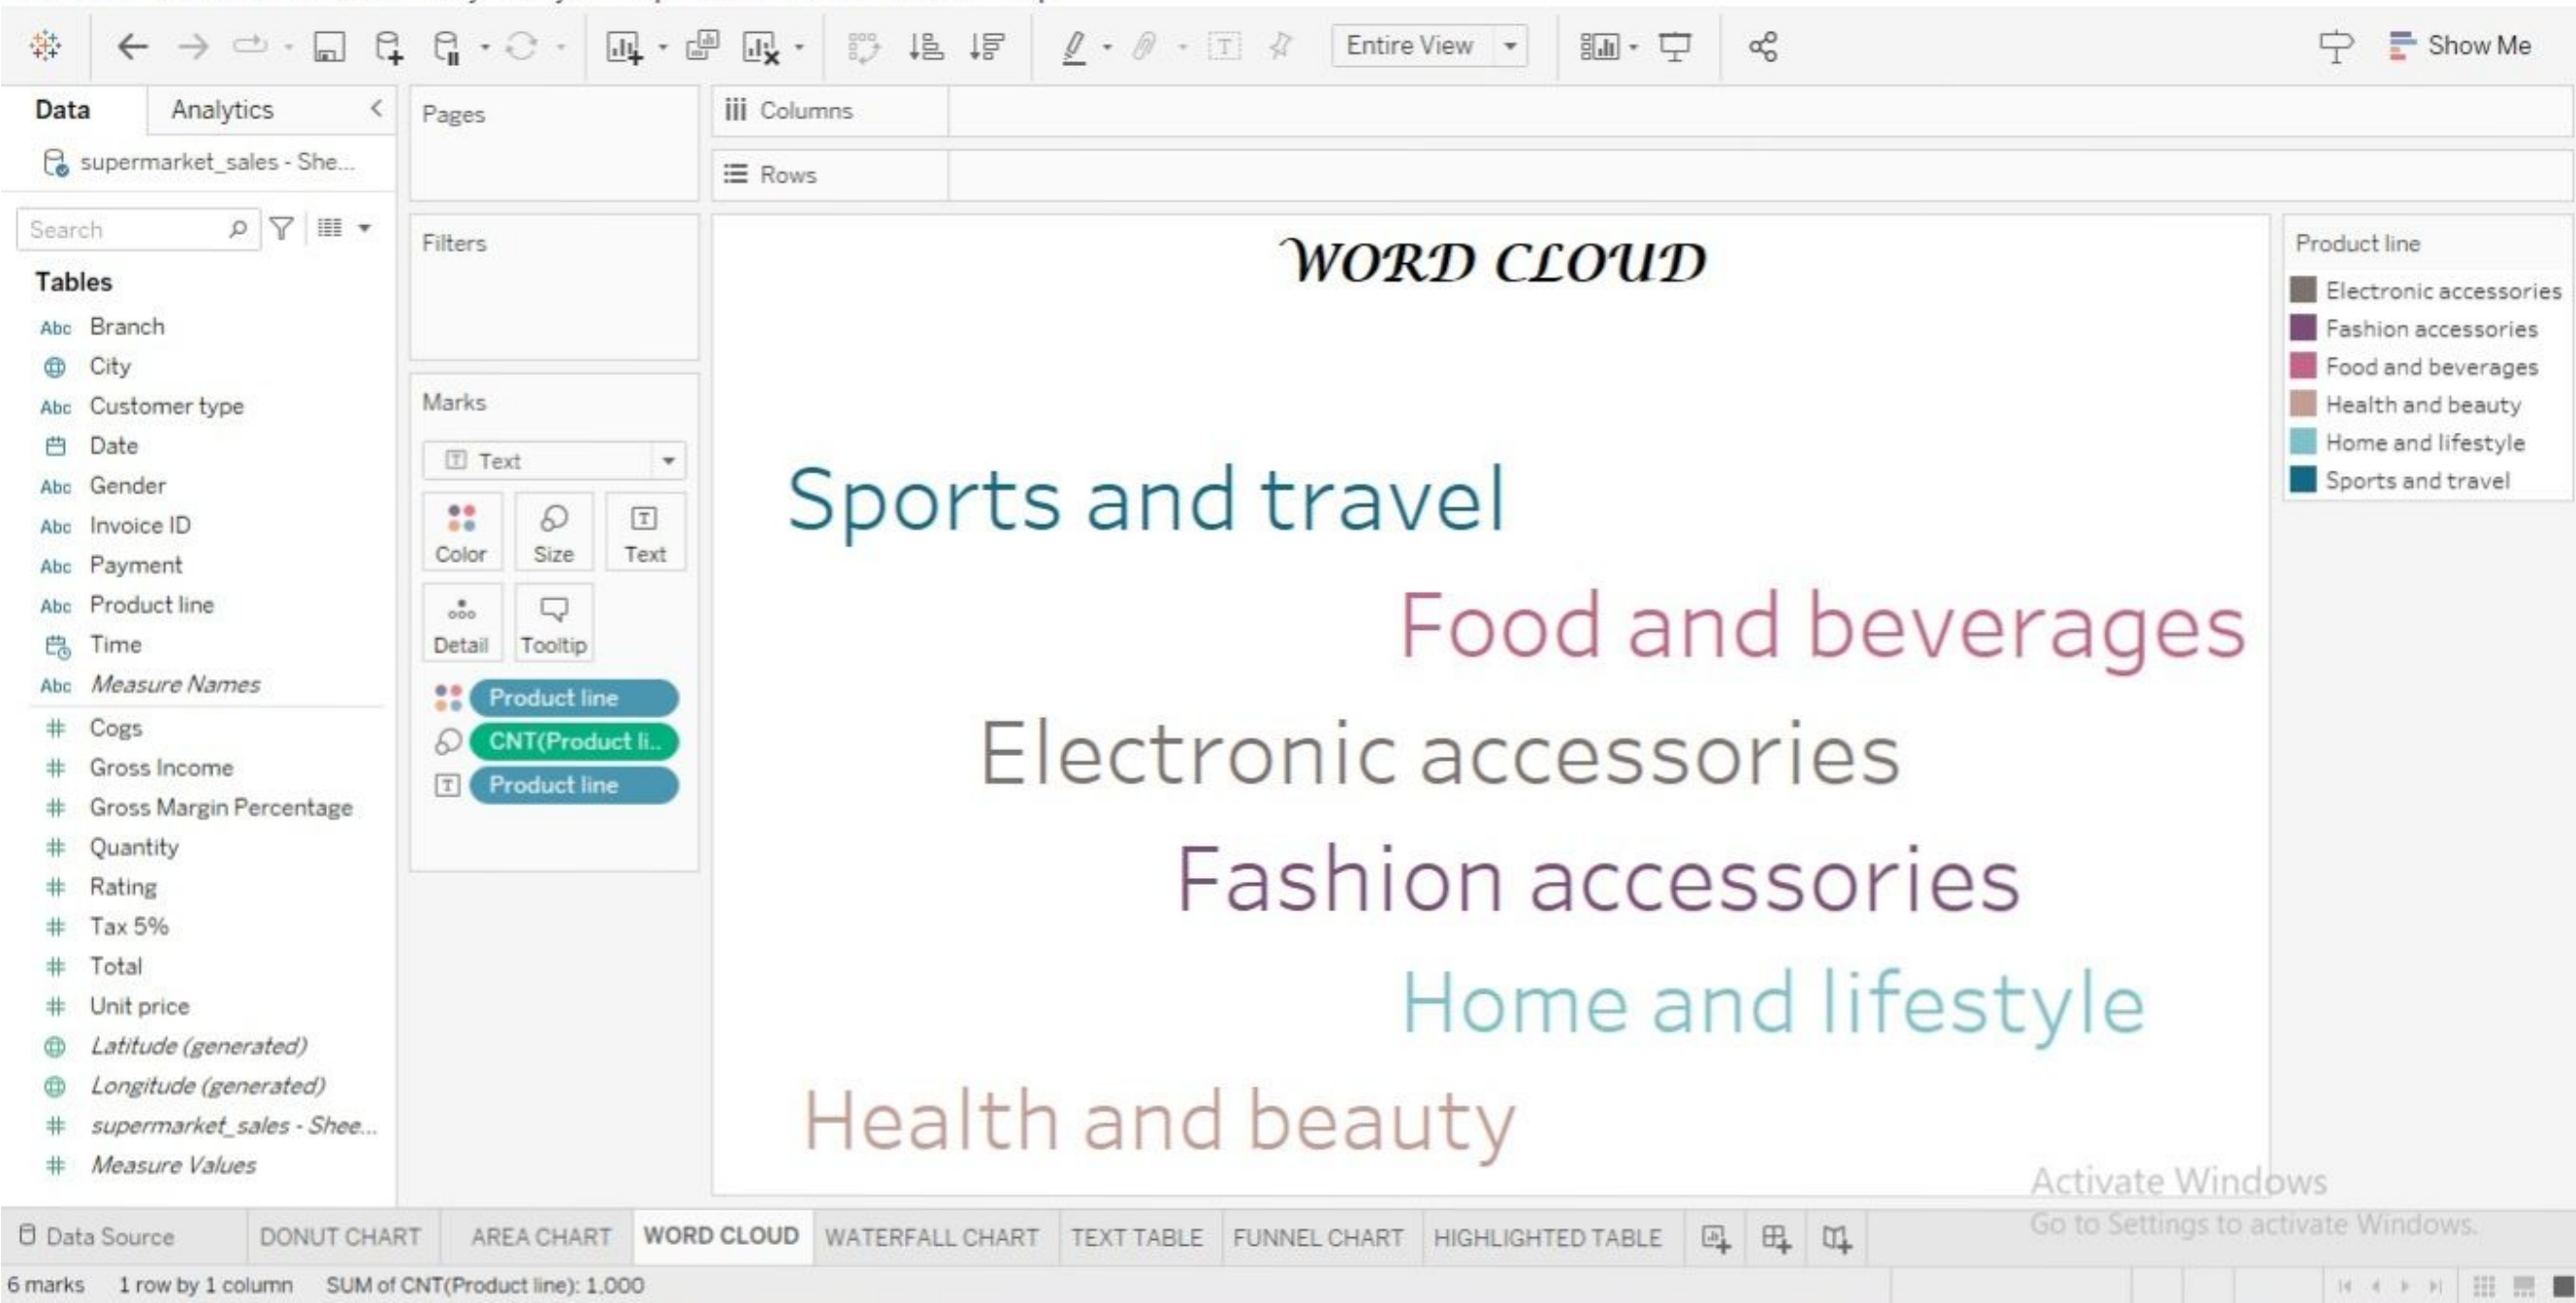 Entire View
Show Me
Data
Analytics
supermarket_sales - She...
Search
Tables
Abc Branch
City
Abc Customer type
Date
Abc Gender
Abc Invoice ID
Abc Payment
Abc Product line
Time
Abc Measure Names
# Cogs
# Gross Income
# Gross Margin Percentage
# Quantity
# Rating
# Tax 5%
# Total
# Unit price
Latitude (generated)
Longitude (generated)
# supermarket_sales - Shee...
# Measure Values
Pages
Filters
Marks
Text
Color Size Text
Detail Tooltip
Product line
CNT(Product li..
Product line
Columns
Rows
WORD CLOUD
Sports and travel
Food and beverages
Electronic accessories
Fashion accessories
Home and lifestyle
Health and beauty
Product line
Electronic accessories
Fashion accessories
Food and beverages
Health and beauty
Home and lifestyle
Sports and travel
Activate Windows
Go to Settings to activate Windows.
Data Source DONUT CHART AREA CHART WORD CLOUD WATERFALL CHART TEXT TABLE FUNNEL CHART HIGHLIGHTED TABLE
6 marks 1 row by 1 column SUM of CNT(Product line): 1,000